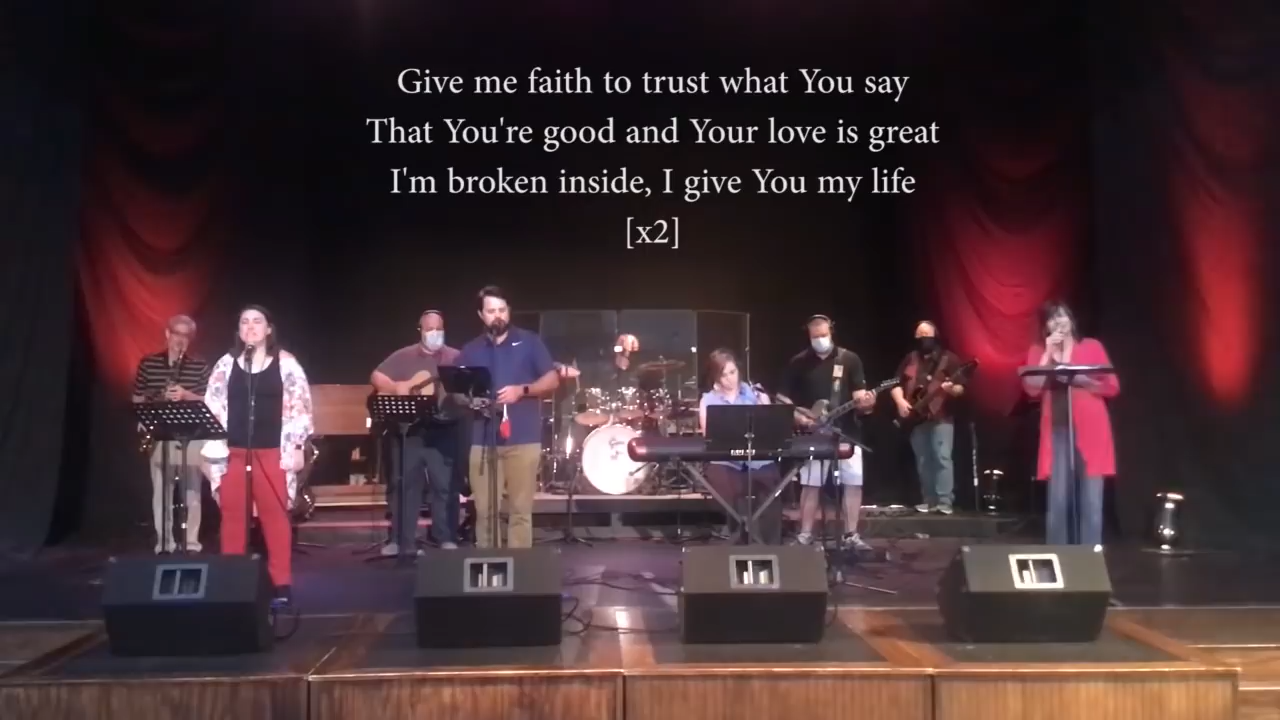 Give me faith to trust what You say
That You're good and Your love is great
I'm broken inside, I give You my life
[x2]